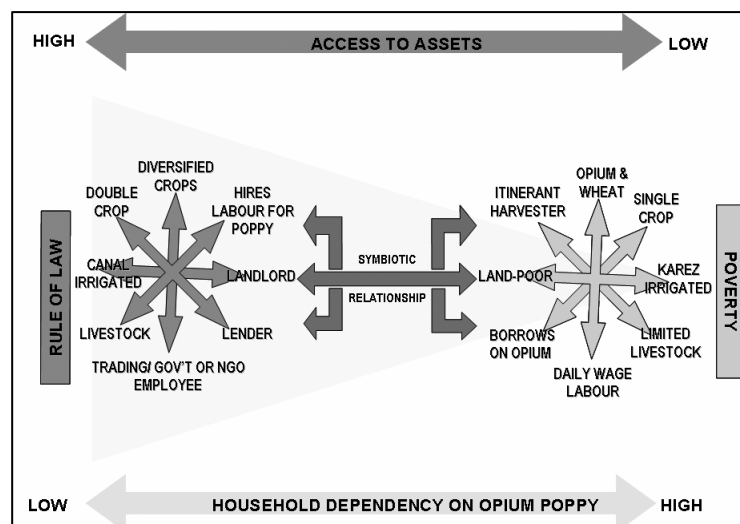 HIGH
ACCESS TO ASSETS
LOW
DIVERSIFIED
CROPS
DOUBLE
CROP
HIRES
LABOUR FOR
POPPY
CANAL
IRRIGATED
LANDLORD
LIVESTOCK
LENDER
TRADING/ GOV'T OR NGO
EMPLOYEE
RULE OF LAW
SYMBIOTIC
RELATIONSHIP
OPIUM &
WHEAT
ITINERANT
HARVESTER
SINGLE
CROP
LAND-POOR
KAREZ
IRRIGATED
BORROWS
ON OPIUM
LIMITED
LIVESTOCK
DAILY WAGE
LABOUR
POVERTY
LOW
HOUSEHOLD DEPENDENCY ON OPIUM POPPY
HIGH